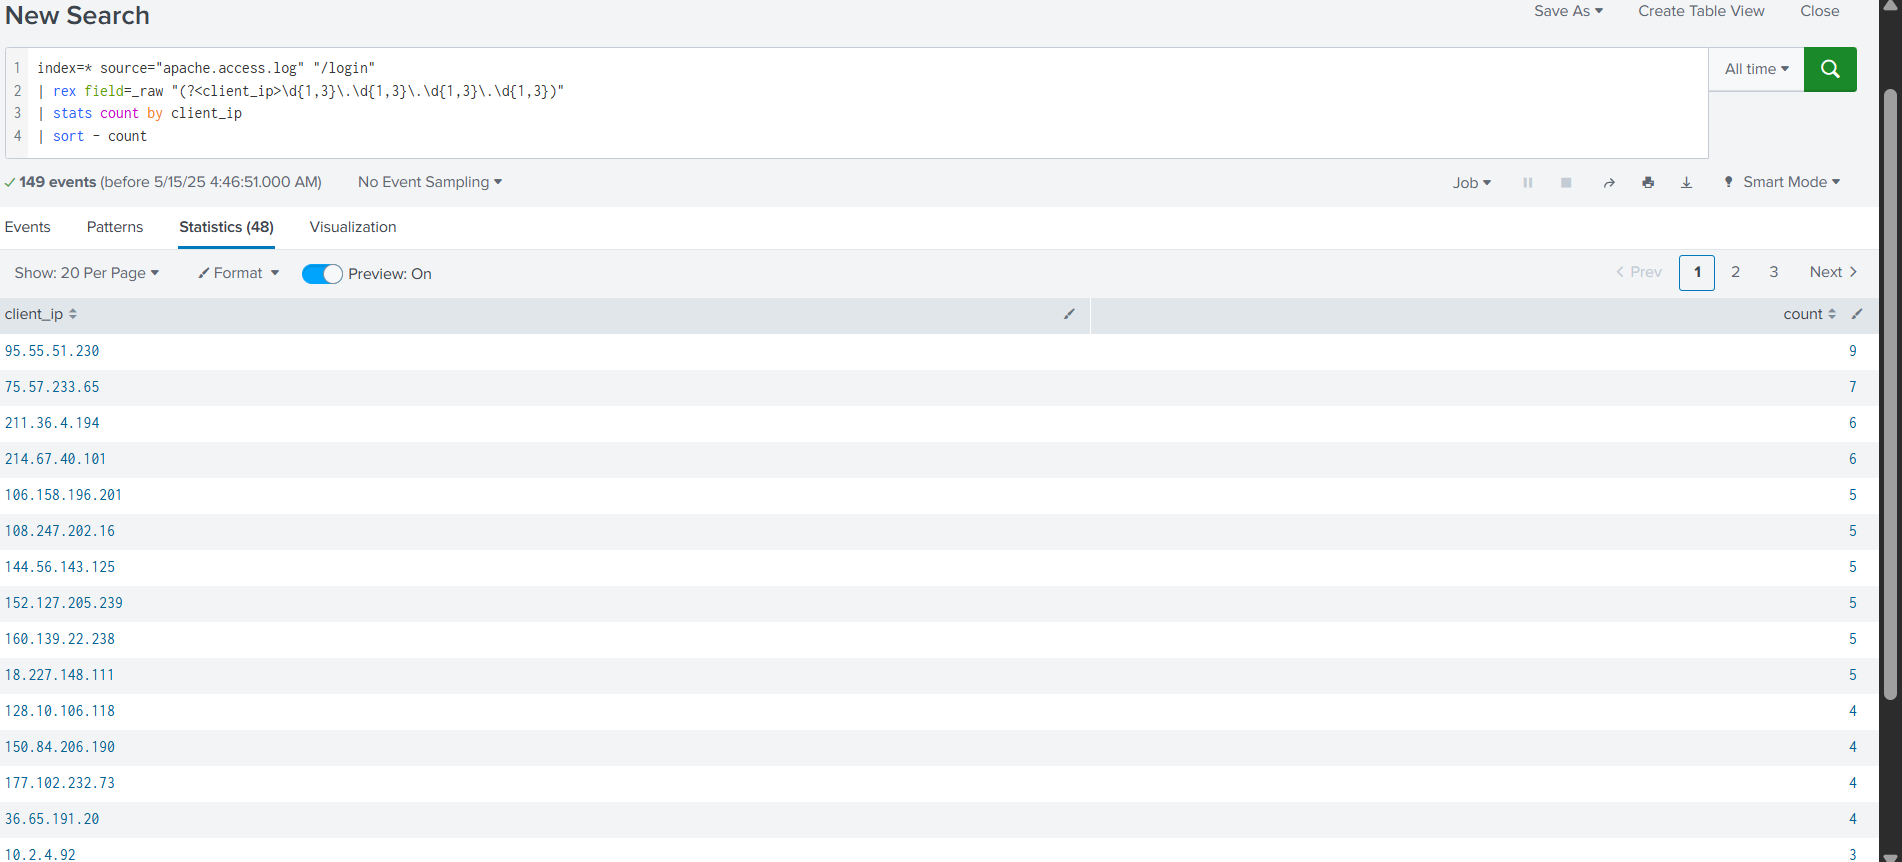 New Search
Save As Create Table View Close
1 index=* source="apache.access.log" "/login"
2 | rex field=_raw "(?<client_ip>\d{1,3}\.\d{1,3}\.\d{1,3}\.\d{1,3})"
3 | stats count by client_ip
4 | sort - count
All time
149 events (before 5/15/25 4:46:51.000 AM) No Event Sampling
Job Smart Mode
Events Patterns Statistics (48) Visualization
Show: 20 Per Page Format Preview: On
< Prev 1 2 3 Next >
client_ip count
95.55.51.230 9
75.57.233.65 7
211.36.4.194 6
214.67.40.101 6
106.158.196.201 5
108.247.202.16 5
144.56.143.125 5
152.127.205.239 5
160.139.22.238 5
18.227.148.111 5
128.10.106.118 4
150.84.206.190 4
177.102.232.73 4
36.65.191.20 4
10.2.4.92 3